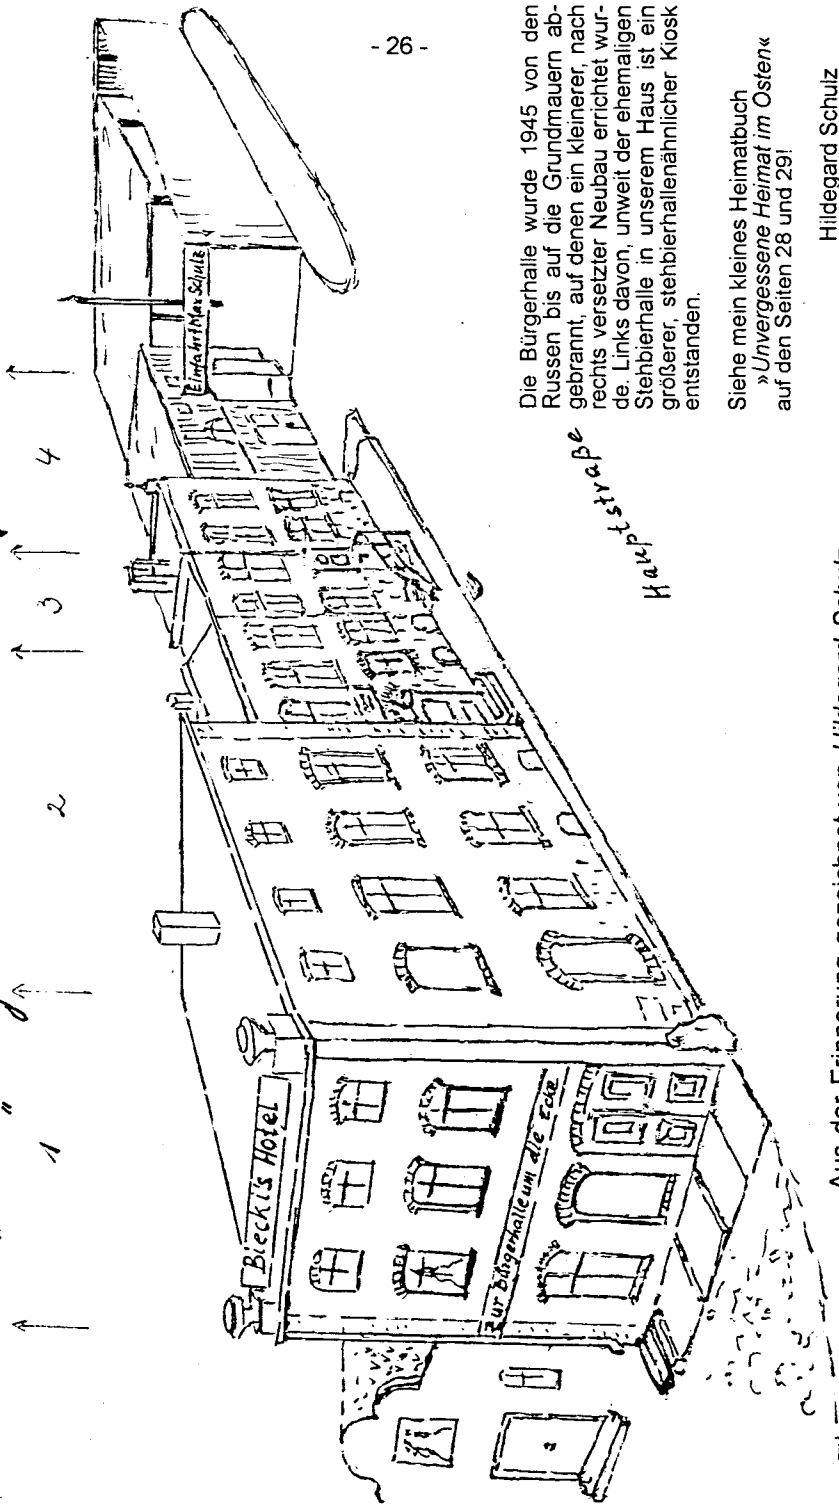 - 26 -
1
2
3
4
Bieckis Hotel
Zur Bürgerhalle um die Ecke
Einfahrt Max Schulz
Hauptstraße
Die Bürgerhalle wurde 1945 von den
Russen bis auf die Grundmauern ab-
gebrannt, auf denen ein kleinerer, nach
rechts versetzter Neubau errichtet wur-
de. Links davon, unweit der ehemaligen
Stehbierhalle in unserem Haus ist ein
größerer, stehbierhallenähnlicher Kiosk
entstanden.
Siehe mein kleines Heimatbuch
»Unvergessene Heimat im Osten«
auf den Seiten 28 und 29!
Hildegard Schulz
Aus der Erinnerung gezeichnet von Hildegard Schulz